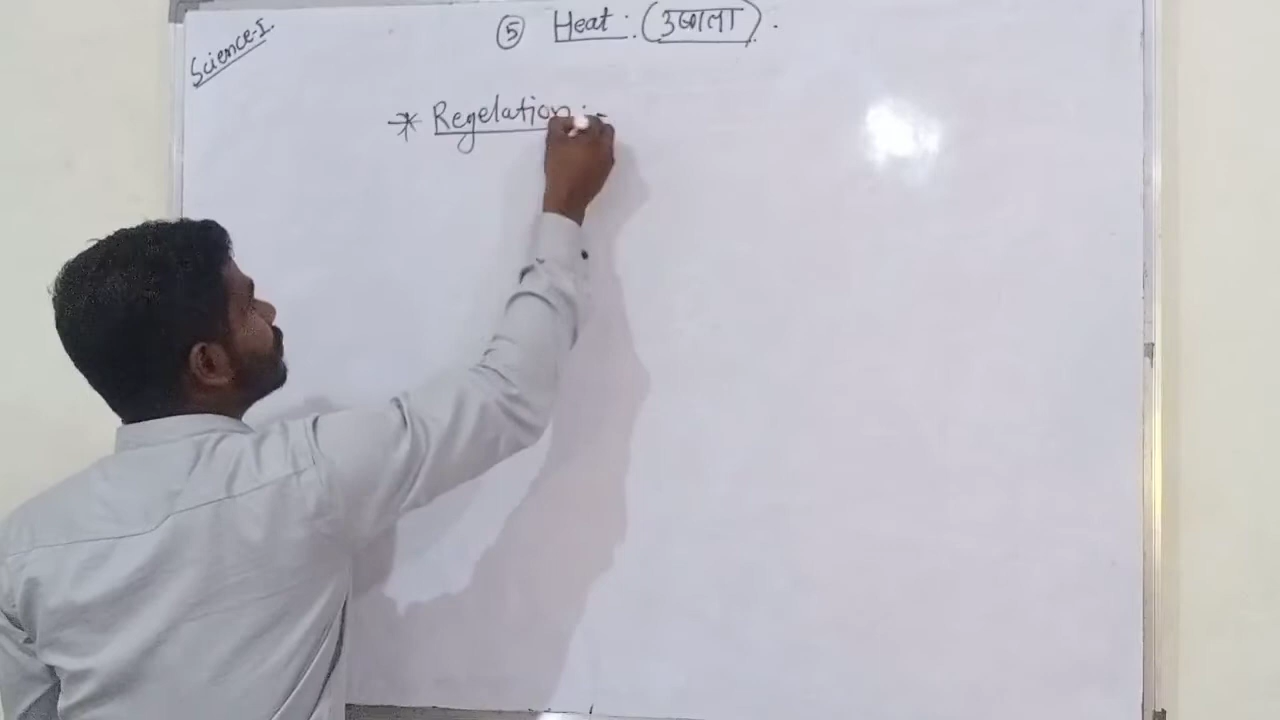 Science-I.
⑤ Heat : (उष्णता).
* Regelation :-